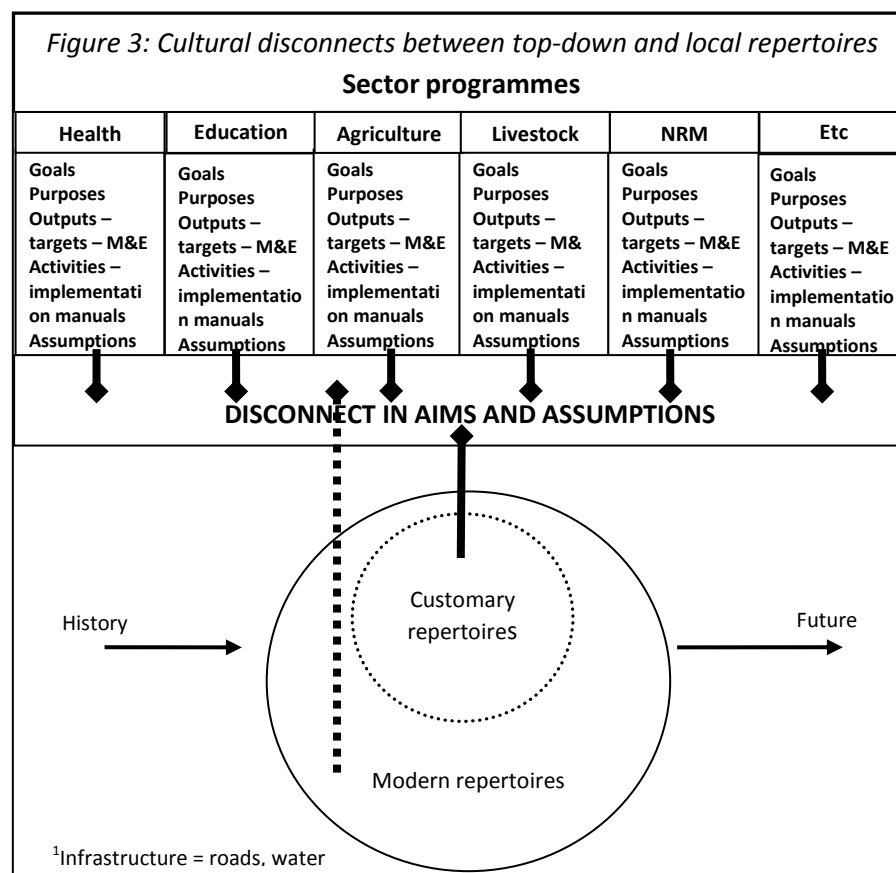 Figure 3: Cultural disconnects between top-down and local repertoires
Sector programmes
Health
Education
Agriculture
Livestock
NRM
Etc
Goals
Purposes
Outputs –
targets – M&E
Activities –
implementati
on manuals
Assumptions
Goals
Purposes
Outputs –
targets – M&E
Activities –
implementatio
n manuals
Assumptions
Goals
Purposes
Outputs –
targets – M&E
Activities –
implementati
on manuals
Assumptions
Goals
Purposes
Outputs –
targets – M&
Activities –
implementati
on manuals
Assumptions
Goals
Purposes
Outputs –
targets – M&E
Activities –
implementatio
n manuals
Assumptions
Goals
Purposes
Outputs –
targets – M&E
Activities –
implementatio
n manuals
Assumptions
DISCONNECT IN AIMS AND ASSUMPTIONS
History
Customary
repertoires
Future
Modern repertoires
¹Infrastructure = roads, water